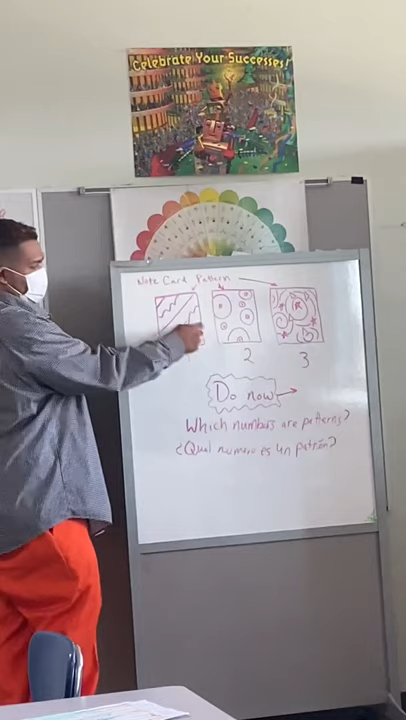 Celebrate Your Successes!
Note Card Pattern
2
3
Do now
Which numbers are patterns?
¿Qual numero es un patrón?